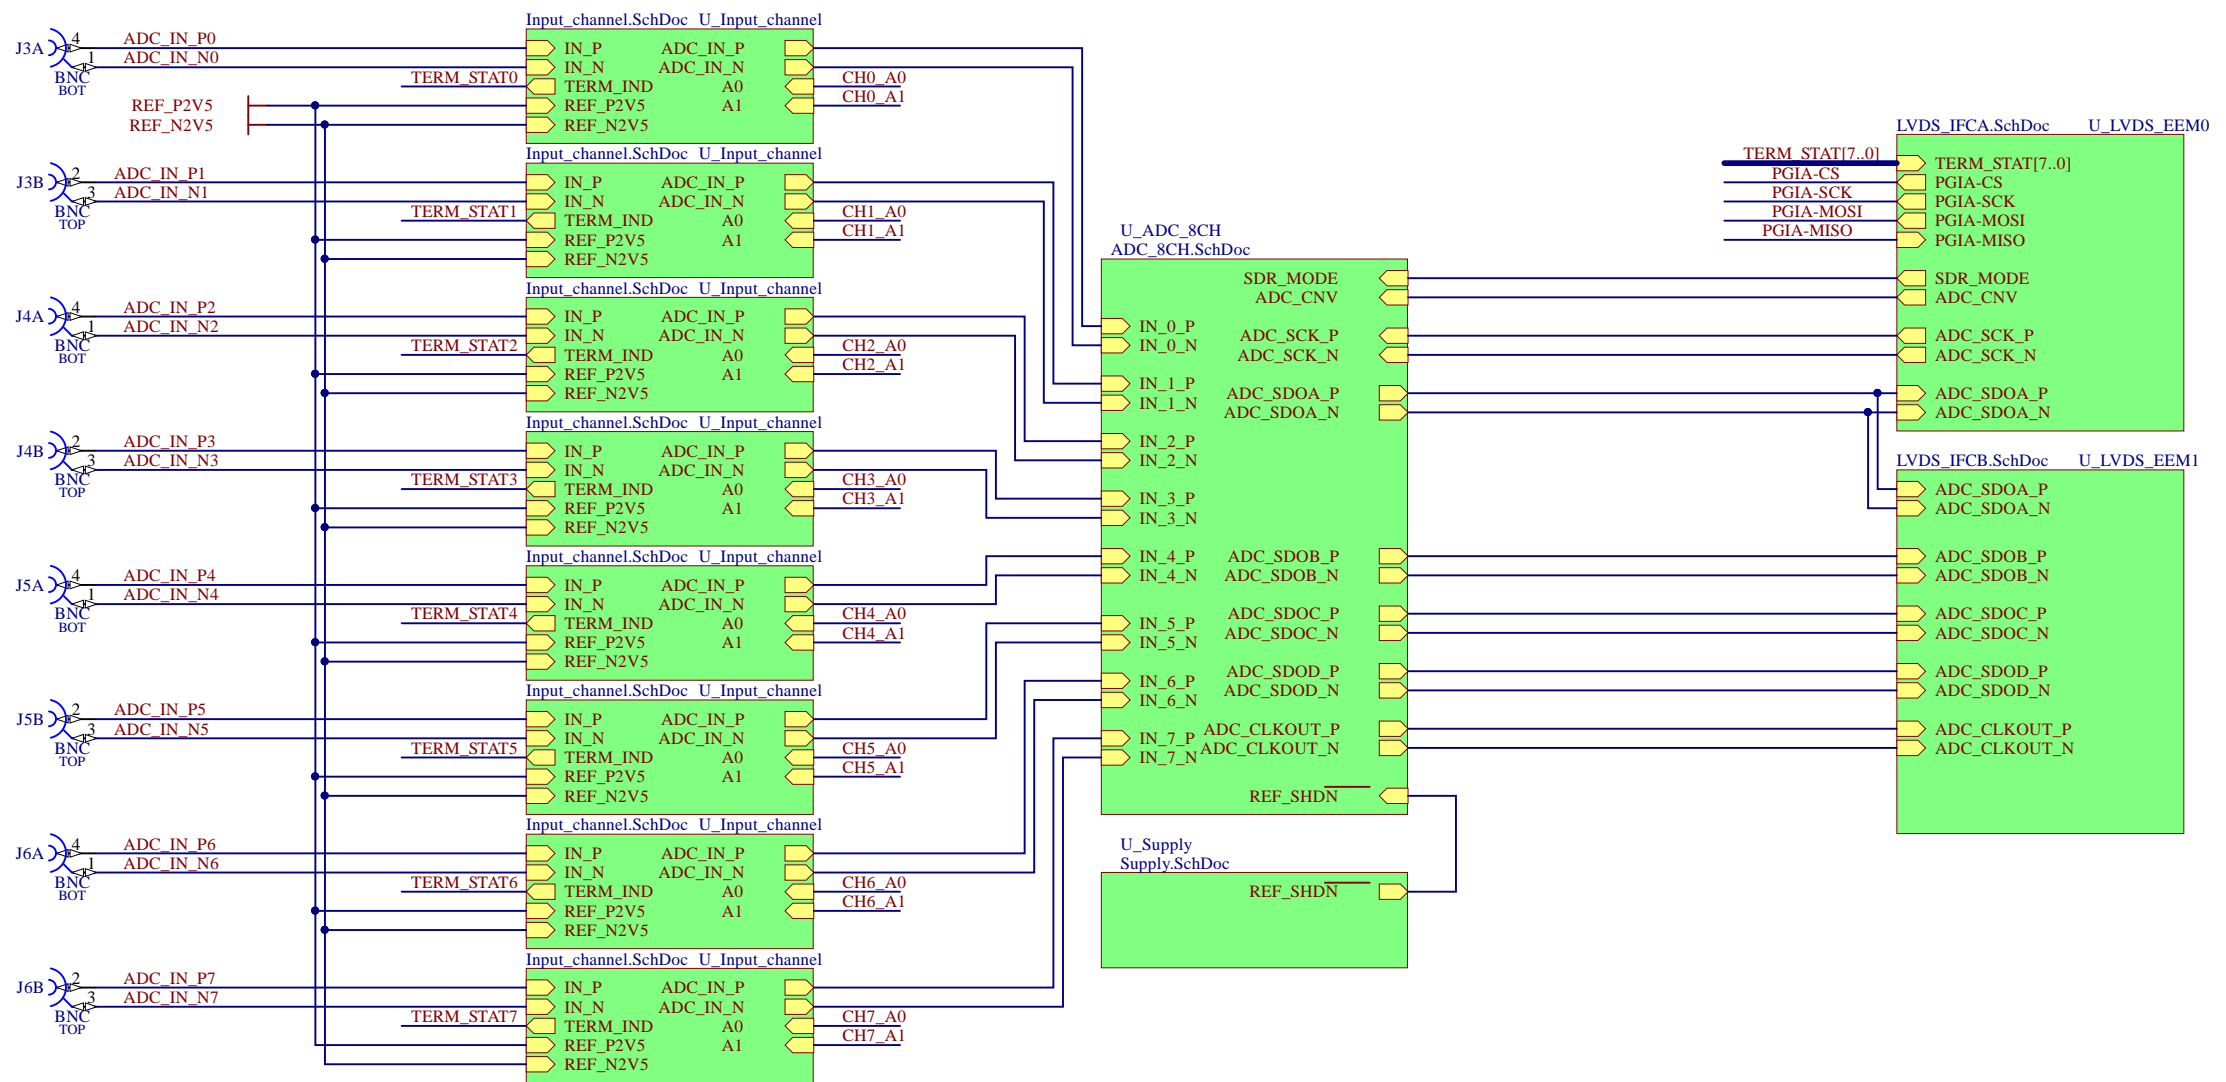 Input_channel.SchDoc U_Input_channel
J3A 4 ADC_IN_P0 IN_P ADC_IN_P
1 ADC_IN_N0 IN_N ADC_IN_N
BNC TERM_STAT0 TERM_IND A0 CH0_A0
BOT
REF_P2V5 REF_P2V5 A1 CH0_A1
REF_N2V5 REF_N2V5
Input_channel.SchDoc U_Input_channel
J3B 2 ADC_IN_P1 IN_P ADC_IN_P
3 ADC_IN_N1 IN_N ADC_IN_N
BNC TERM_STAT1 TERM_IND A0 CH1_A0
TOP
REF_P2V5 A1 CH1_A1
REF_N2V5
Input_channel.SchDoc U_Input_channel
J4A 4 ADC_IN_P2 IN_P ADC_IN_P
1 ADC_IN_N2 IN_N ADC_IN_N
BNC TERM_STAT2 TERM_IND A0 CH2_A0
BOT
REF_P2V5 A1 CH2_A1
REF_N2V5
Input_channel.SchDoc U_Input_channel
J4B 2 ADC_IN_P3 IN_P ADC_IN_P
3 ADC_IN_N3 IN_N ADC_IN_N
BNC TERM_STAT3 TERM_IND A0 CH3_A0
TOP
REF_P2V5 A1 CH3_A1
REF_N2V5
Input_channel.SchDoc U_Input_channel
J5A 4 ADC_IN_P4 IN_P ADC_IN_P
1 ADC_IN_N4 IN_N ADC_IN_N
BNC TERM_STAT4 TERM_IND A0 CH4_A0
BOT
REF_P2V5 A1 CH4_A1
REF_N2V5
Input_channel.SchDoc U_Input_channel
J5B 2 ADC_IN_P5 IN_P ADC_IN_P
3 ADC_IN_N5 IN_N ADC_IN_N
BNC TERM_STAT5 TERM_IND A0 CH5_A0
TOP
REF_P2V5 A1 CH5_A1
REF_N2V5
Input_channel.SchDoc U_Input_channel
J6A 4 ADC_IN_P6 IN_P ADC_IN_P
1 ADC_IN_N6 IN_N ADC_IN_N
BNC TERM_STAT6 TERM_IND A0 CH6_A0
BOT
REF_P2V5 A1 CH6_A1
REF_N2V5
Input_channel.SchDoc U_Input_channel
J6B 2 ADC_IN_P7 IN_P ADC_IN_P
3 ADC_IN_N7 IN_N ADC_IN_N
BNC TERM_STAT7 TERM_IND A0 CH7_A0
TOP
REF_P2V5 A1 CH7_A1
REF_N2V5
U_ADC_8CH
ADC_8CH.SchDoc
SDR_MODE
ADC_CNV
IN_0_P ADC_SCK_P
IN_0_N ADC_SCK_N
IN_1_P ADC_SDOA_P
IN_1_N ADC_SDOA_N
IN_2_P
IN_2_N
IN_3_P
IN_3_N
IN_4_P ADC_SDOB_P
IN_4_N ADC_SDOB_N
IN_5_P ADC_SDOC_P
IN_5_N ADC_SDOC_N
IN_6_P ADC_SDOD_P
IN_6_N ADC_SDOD_N
IN_7_P ADC_CLKOUT_P
IN_7_N ADC_CLKOUT_N
REF_SHDN
U_Supply
Supply.SchDoc
REF_SHDN
LVDS_IFCA.SchDoc U_LVDS_EEM0
TERM_STAT[7..0] TERM_STAT[7..0]
PGIA-CS PGIA-CS
PGIA-SCK PGIA-SCK
PGIA-MOSI PGIA-MOSI
PGIA-MISO PGIA-MISO
SDR_MODE
ADC_CNV
ADC_SCK_P
ADC_SCK_N
ADC_SDOA_P
ADC_SDOA_N
LVDS_IFCB.SchDoc U_LVDS_EEM1
ADC_SDOA_P
ADC_SDOA_N
ADC_SDOB_P
ADC_SDOB_N
ADC_SDOC_P
ADC_SDOC_N
ADC_SDOD_P
ADC_SDOD_N
ADC_CLKOUT_P
ADC_CLKOUT_N